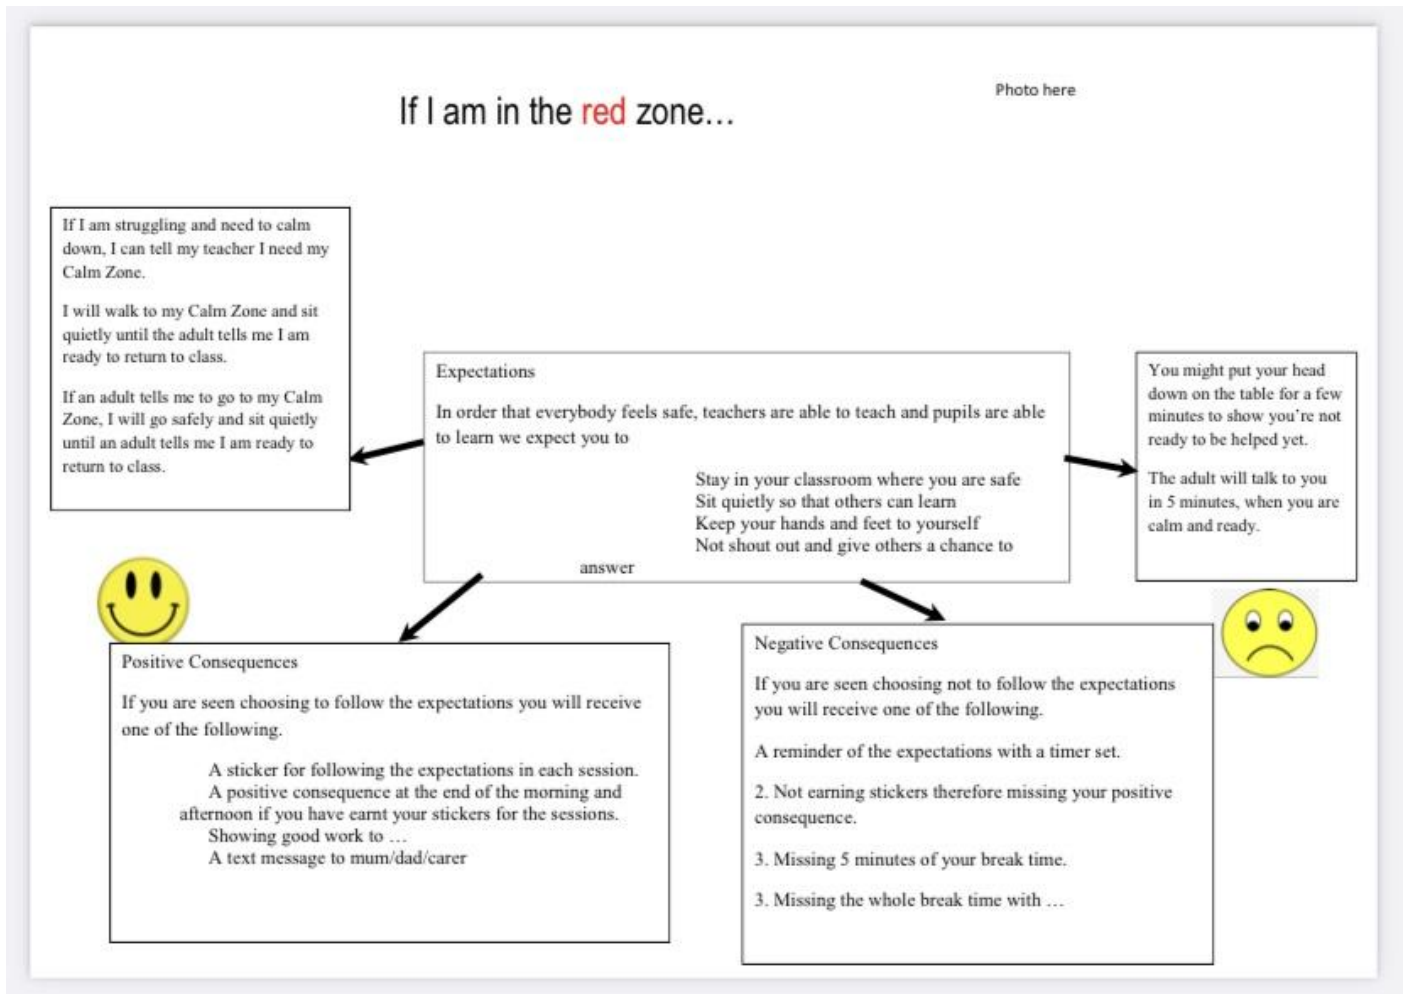 If I am in the red zone...
Photo here
If I am struggling and need to calm
down, I can tell my teacher I need my
Calm Zone.
I will walk to my Calm Zone and sit
quietly until the adult tells me I am
ready to return to class.
If an adult tells me to go to my Calm
Zone, I will go safely and sit quietly
until an adult tells me I am ready to
return to class.
Expectations
In order that everybody feels safe, teachers are able to teach and pupils are able
to learn we expect you to
Stay in your classroom where you are safe
Sit quietly so that others can learn
Keep your hands and feet to yourself
Not shout out and give others a chance to
answer
You might put your head
down on the table for a few
minutes to show you're not
ready to be helped yet.
The adult will talk to you
in 5 minutes, when you are
calm and ready.
Positive Consequences
If you are seen choosing to follow the expectations you will receive
one of the following.
A sticker for following the expectations in each session.
A positive consequence at the end of the morning and
afternoon if you have earnt your stickers for the sessions.
Showing good work to ...
A text message to mum/dad/carer
Negative Consequences
If you are seen choosing not to follow the expectations
you will receive one of the following.
A reminder of the expectations with a timer set.
2. Not earning stickers therefore missing your positive
consequence.
3. Missing 5 minutes of your break time.
3. Missing the whole break time with ...